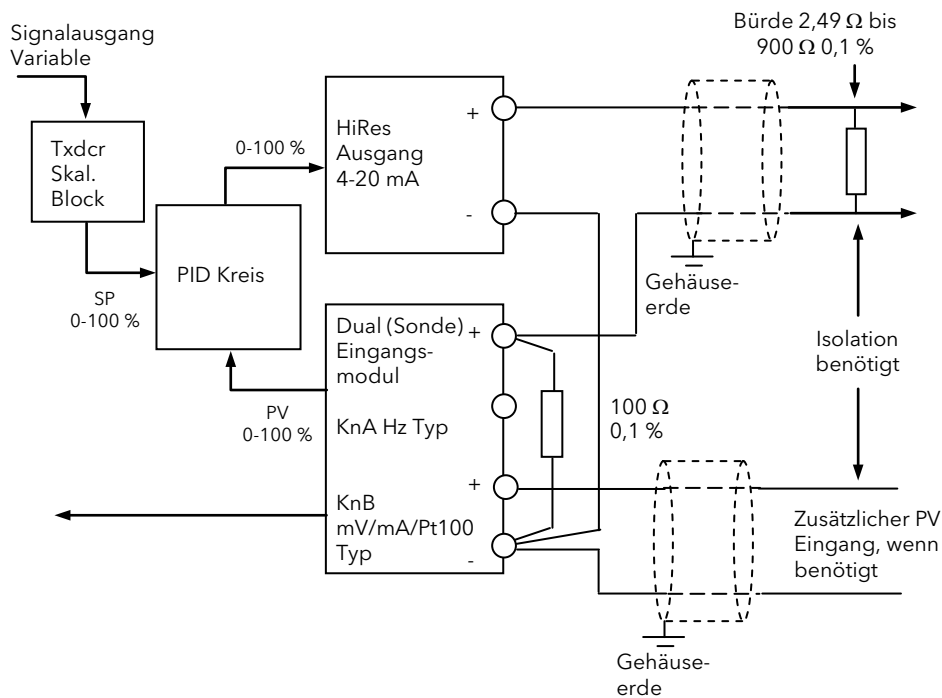 Signalausgang
Variable
Txdcr
Skal.
Block
SP
0-100 %
PID Kreis
0-100 %
HiRes
Ausgang
4-20 mA
+
-
Bürde 2,49 Ω bis
900 Ω 0,1 %
Gehäuse-
erde
Isolation
benötigt
PV
0-100 %
Dual (Sonde)
Eingangs-
modul
+
KnA Hz Typ
KnB
mV/mA/Pt100
Typ
+
-
100 Ω
0,1 %
Zusätzlicher PV
Eingang, wenn
benötigt
Gehäuse-
erde